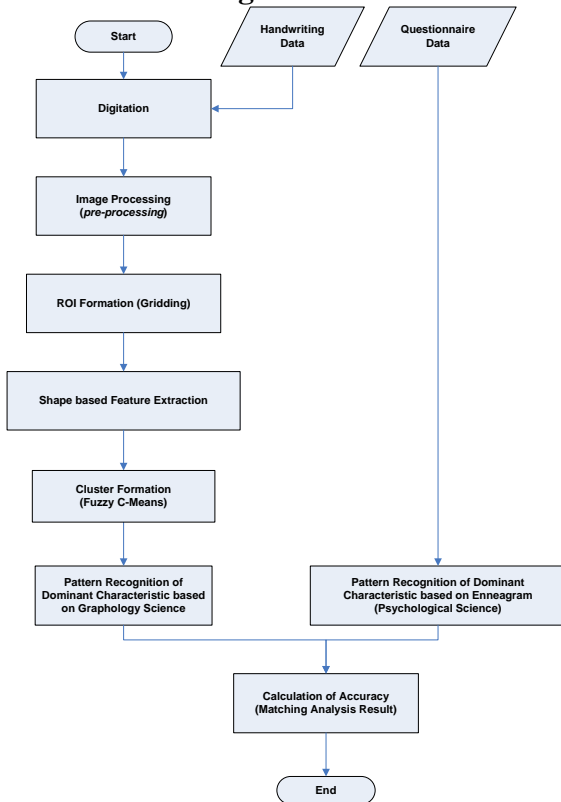 Start
Handwriting
Data
Questionnaire
Data
Digitation
Image Processing
(pre-processing)
ROI Formation (Gridding)
Shape based Feature Extraction
Cluster Formation
(Fuzzy C-Means)
Pattern Recognition of
Dominant Characteristic based
on Graphology Science
Pattern Recognition of Dominant
Characteristic based on Enneagram
(Psychological Science)
Calculation of Accuracy
(Matching Analysis Result)
End